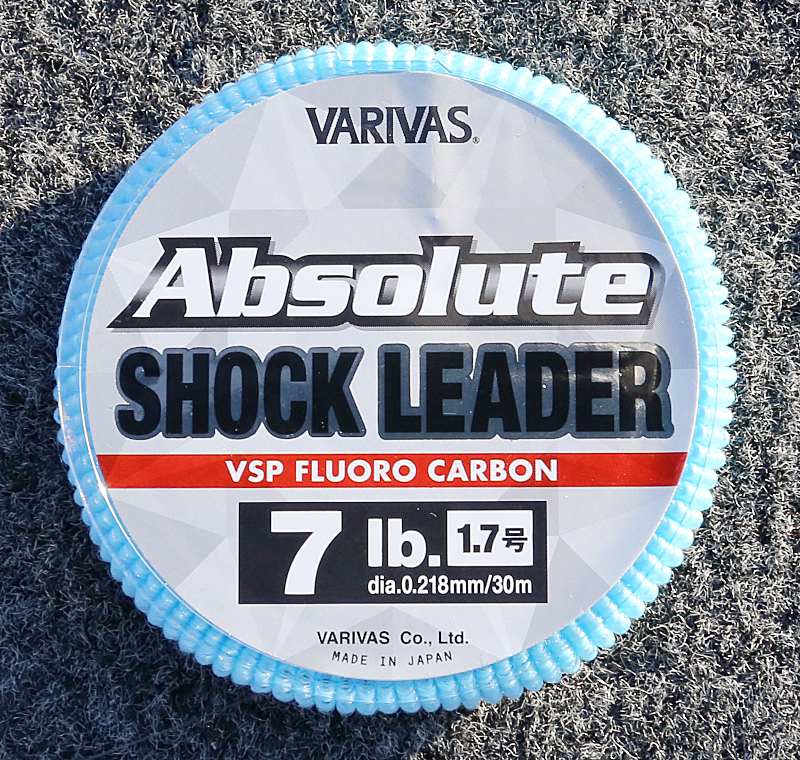 VARIVAS®
Absolute
SHOCK LEADER
VSP FLUORO CARBON
7 lb. 1.7号
dia.0.218mm/30m
VARIVAS Co., Ltd.
MADE IN JAPAN